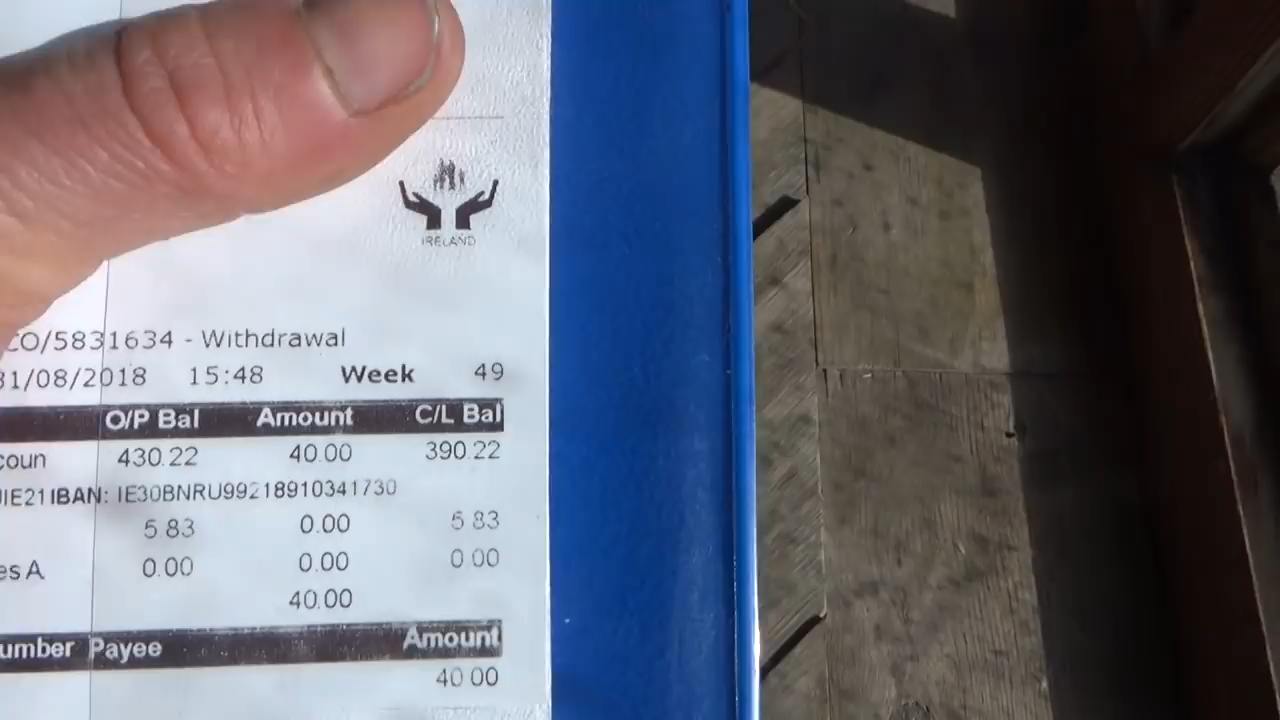 IRELAND
CO/5831634 - Withdrawal
31/08/2018 15:48 Week 49
O/P Bal Amount C/L Bal
coun 430.22 40.00 390.22
IE21 IBAN: IE30BNRU99218910341730
5.83 0.00 5.83
es A 0.00 0.00 0.00
40.00
umber Payee Amount
40.00